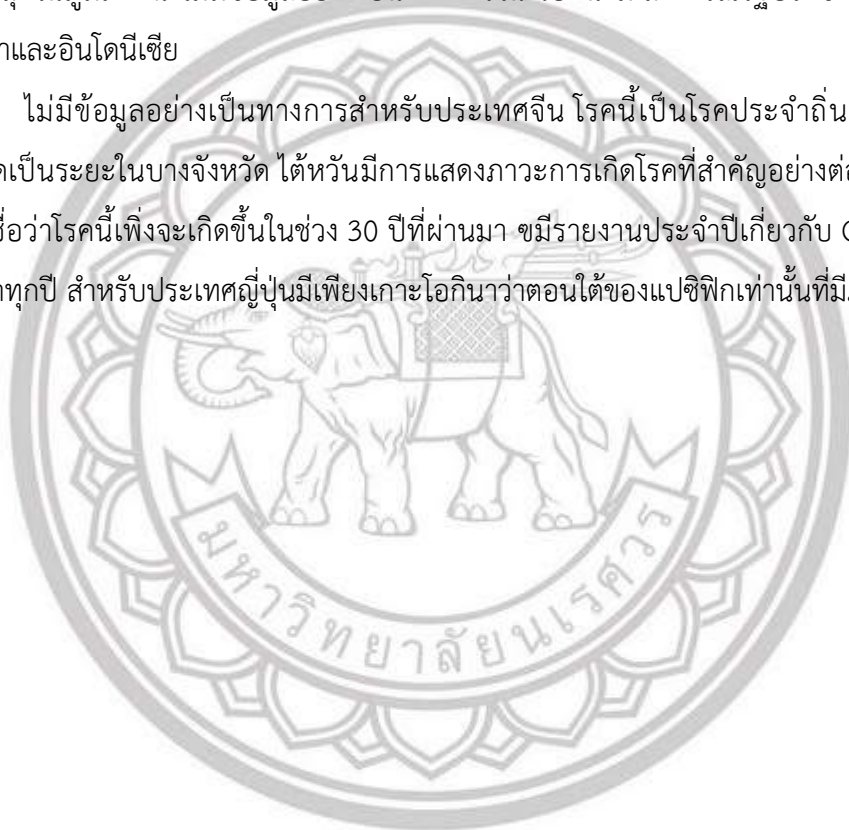 และอินโดนีเซีย
ไม่มีข้อมูลอย่างเป็นทางการสำหรับประเทศจีน โรคนี้เป็นโรคประจำถิ่น
เป็นระยะในบางจังหวัด ไต้หวันมีการแสดงภาวะการเกิดโรคที่สำคัญอย่าง
ว่าโรคนี้เพิ่งจะเกิดขึ้นในช่วง 30 ปีที่ผ่านมา ขมีรายงานประจำปีเกี่ยวกับ
ทุกปี สำหรับประเทศญี่ปุ่นมีเพียงเกาะโอกินาว่าตอนใต้ของแปซิฟิกเท่านั้นที่มี
มหาวิทยาลัยนเรศวร